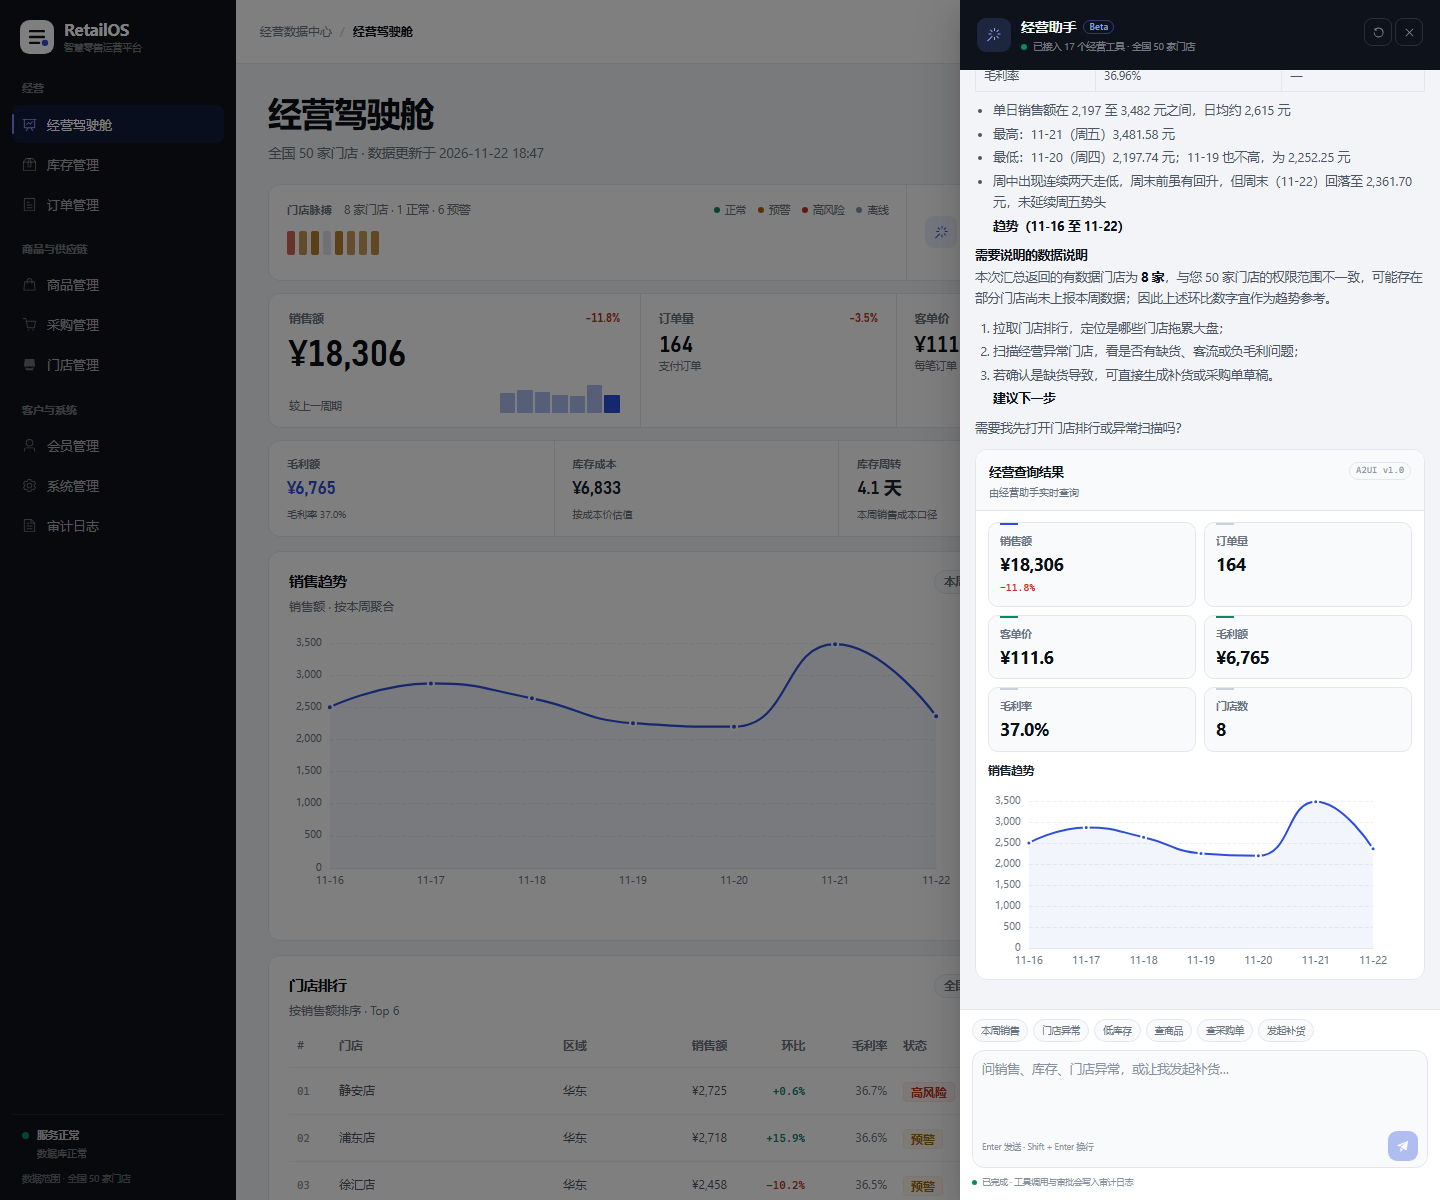 RetailOS
智慧零售运营平台
经营
经营驾驶舱
库存管理
订单管理
商品与供应链
商品管理
采购管理
门店管理
客户与系统
会员管理
系统管理
审计日志
服务正常
数据库正常
数据范围 · 全国 50 家门店
经营数据中心 / 经营驾驶舱
经营驾驶舱
全国 50 家门店 · 数据更新于 2026-11-22 18:47
门店脉搏 8 家门店 · 1 正常 · 6 预警
正常 预警 高风险 离线
销售额 -11.8%
¥18,306
较上一周期
订单量 -3.5%
164
支付订单
客单价
¥111
每笔订单
毛利额
¥6,765
毛利率 37.0%
库存成本
¥6,833
按成本价估值
库存周转
4.1 天
本周销售成本口径
销售趋势
销售额 · 按本周聚合
本周
3,500
3,000
2,500
2,000
1,500
1,000
500
0
11-16 11-17 11-18 11-19 11-20 11-21 11-22
门店排行
按销售额排序 · Top 6
全国
# 门店 区域 销售额 环比 毛利率 状态
01 静安店 华东 ¥2,725 +0.6% 36.7% 高风险
02 浦东店 华东 ¥2,718 +15.9% 36.6% 预警
03 徐汇店 华东 ¥2,458 -10.2% 36.5% 预警
经营助手 Beta
已接入 17 个经营工具 · 全国 50 家门店
毛利率 36.96% —
• 单日销售额在 2,197 至 3,482 元之间，日均约 2,615 元
• 最高：11-21（周五）3,481.58 元
• 最低：11-20（周四）2,197.74 元；11-19 也不高，为 2,252.25 元
• 周中出现连续两天走低，周末前虽有回升，但周末（11-22）回落至 2,361.70
元，未延续周五势头
趋势（11-16 至 11-22）
需要说明的数据说明
本次汇总返回的有数据门店为 8 家，与您 50 家门店的权限范围不一致，可能存在
部分门店尚未上报本周数据；因此上述环比数字宜作为趋势参考。
1. 拉取门店排行，定位是哪些门店拖累大盘；
2. 扫描经营异常门店，看是否有缺货、客流或负毛利问题；
3. 若确认是缺货导致，可直接生成补货或采购单草稿。
建议下一步
需要我先打开门店排行或异常扫描吗？
经营查询结果 A2UI v1.0
由经营助手实时查询
销售额
¥18,306
-11.8%
订单量
164
客单价
¥111.6
毛利额
¥6,765
毛利率
37.0%
门店数
8
销售趋势
3,500
3,000
2,500
2,000
1,500
1,000
500
0
11-16 11-17 11-18 11-19 11-20 11-21 11-22
本周销售 门店异常 低库存 查商品 查采购单 发起补货
问销售、库存、门店异常，或让我发起补货...
Enter 发送 · Shift + Enter 换行
已完成 · 工具调用与审批会写入审计日志